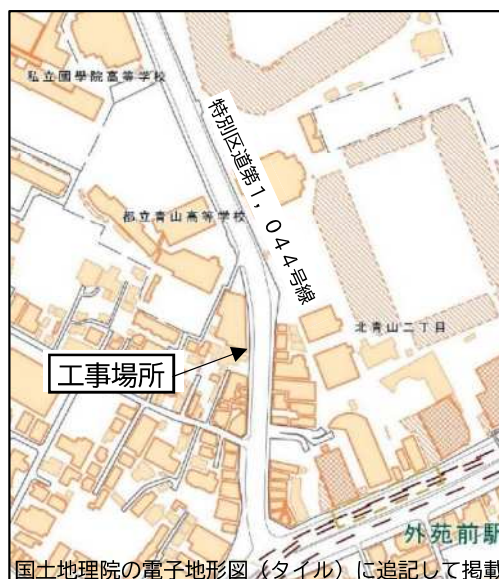 私立國學院高等学校
特別区道第１，０４４号線
都立青山高等学校
北青山二丁目
工事場所
外苑前駅
国土地理院の電子地形図（タイル）に追記して掲載